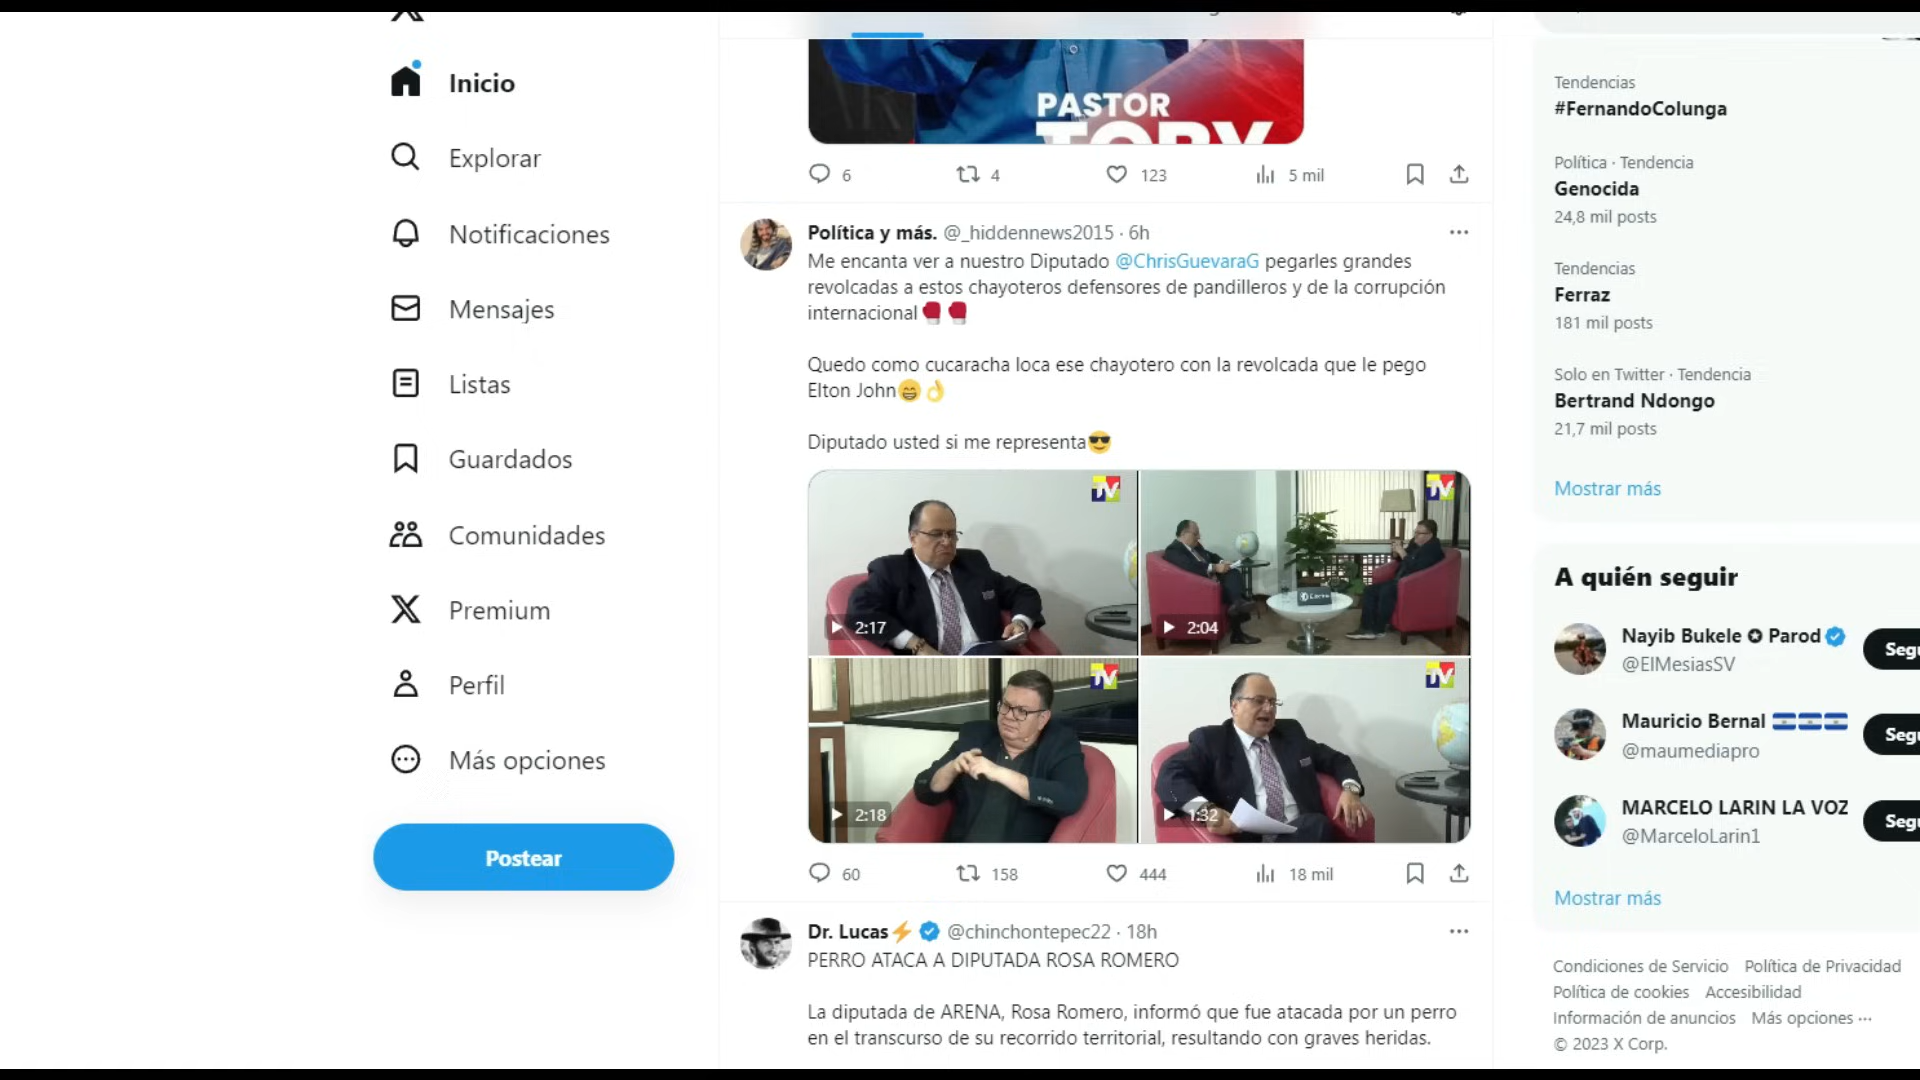 Inicio
Explorar
Notificaciones
Mensajes
Listas
Guardados
Comunidades
Premium
Perfil
Más opciones
Postear
PASTOR
TOBY
6
4
123
5 mil
Política y más. @_hiddennews2015 · 6h
Me encanta ver a nuestro Diputado @ChrisGuevaraG pegarles grandes
revolcadas a estos chayoteros defensores de pandilleros y de la corrupción
internacional🥊🥊
Quedo como cucaracha loca ese chayotero con la revolcada que le pego
Elton John😁👌
Diputado usted si me representa😎
TV
2:17
TV
2:04
TV
2:18
TV
1:32
60
158
444
18 mil
Dr. Lucas⚡ @chinchontepec22 · 18h
PERRO ATACA A DIPUTADA ROSA ROMERO
La diputada de ARENA, Rosa Romero, informó que fue atacada por un perro
en el transcurso de su recorrido territorial, resultando con graves heridas.
Tendencias
#FernandoColunga
Política · Tendencia
Genocida
24,8 mil posts
Tendencias
Ferraz
181 mil posts
Solo en Twitter · Tendencia
Bertrand Ndongo
21,7 mil posts
Mostrar más
A quién seguir
Nayib Bukele ✪ Parod
@ElMesiasSV
Segu
Mauricio Bernal 🇸🇻🇸🇻🇸🇻
@maumediapro
Segu
MARCELO LARIN LA VOZ
@MarceloLarin1
Segu
Mostrar más
Condiciones de Servicio Política de Privacidad
Política de cookies Accesibilidad
Información de anuncios Más opciones ···
© 2023 X Corp.